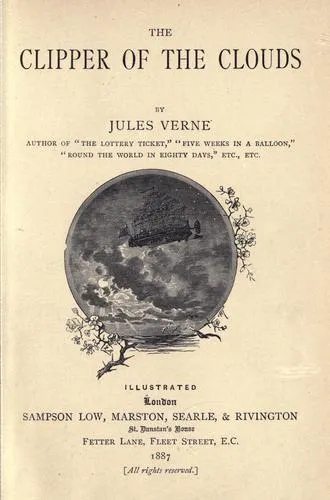 THE
CLIPPER OF THE CLOUDS
BY
JULES VERNE
AUTHOR OF "THE LOTTERY TICKET," "FIVE WEEKS IN A BALLOON,"
"ROUND THE WORLD IN EIGHTY DAYS," ETC., ETC.
ILLUSTRATED
London
SAMPSON LOW, MARSTON, SEARLE, & RIVINGTON
St. Dunstan's House
FETTER LANE, FLEET STREET, E.C.
1887
[All rights reserved.]